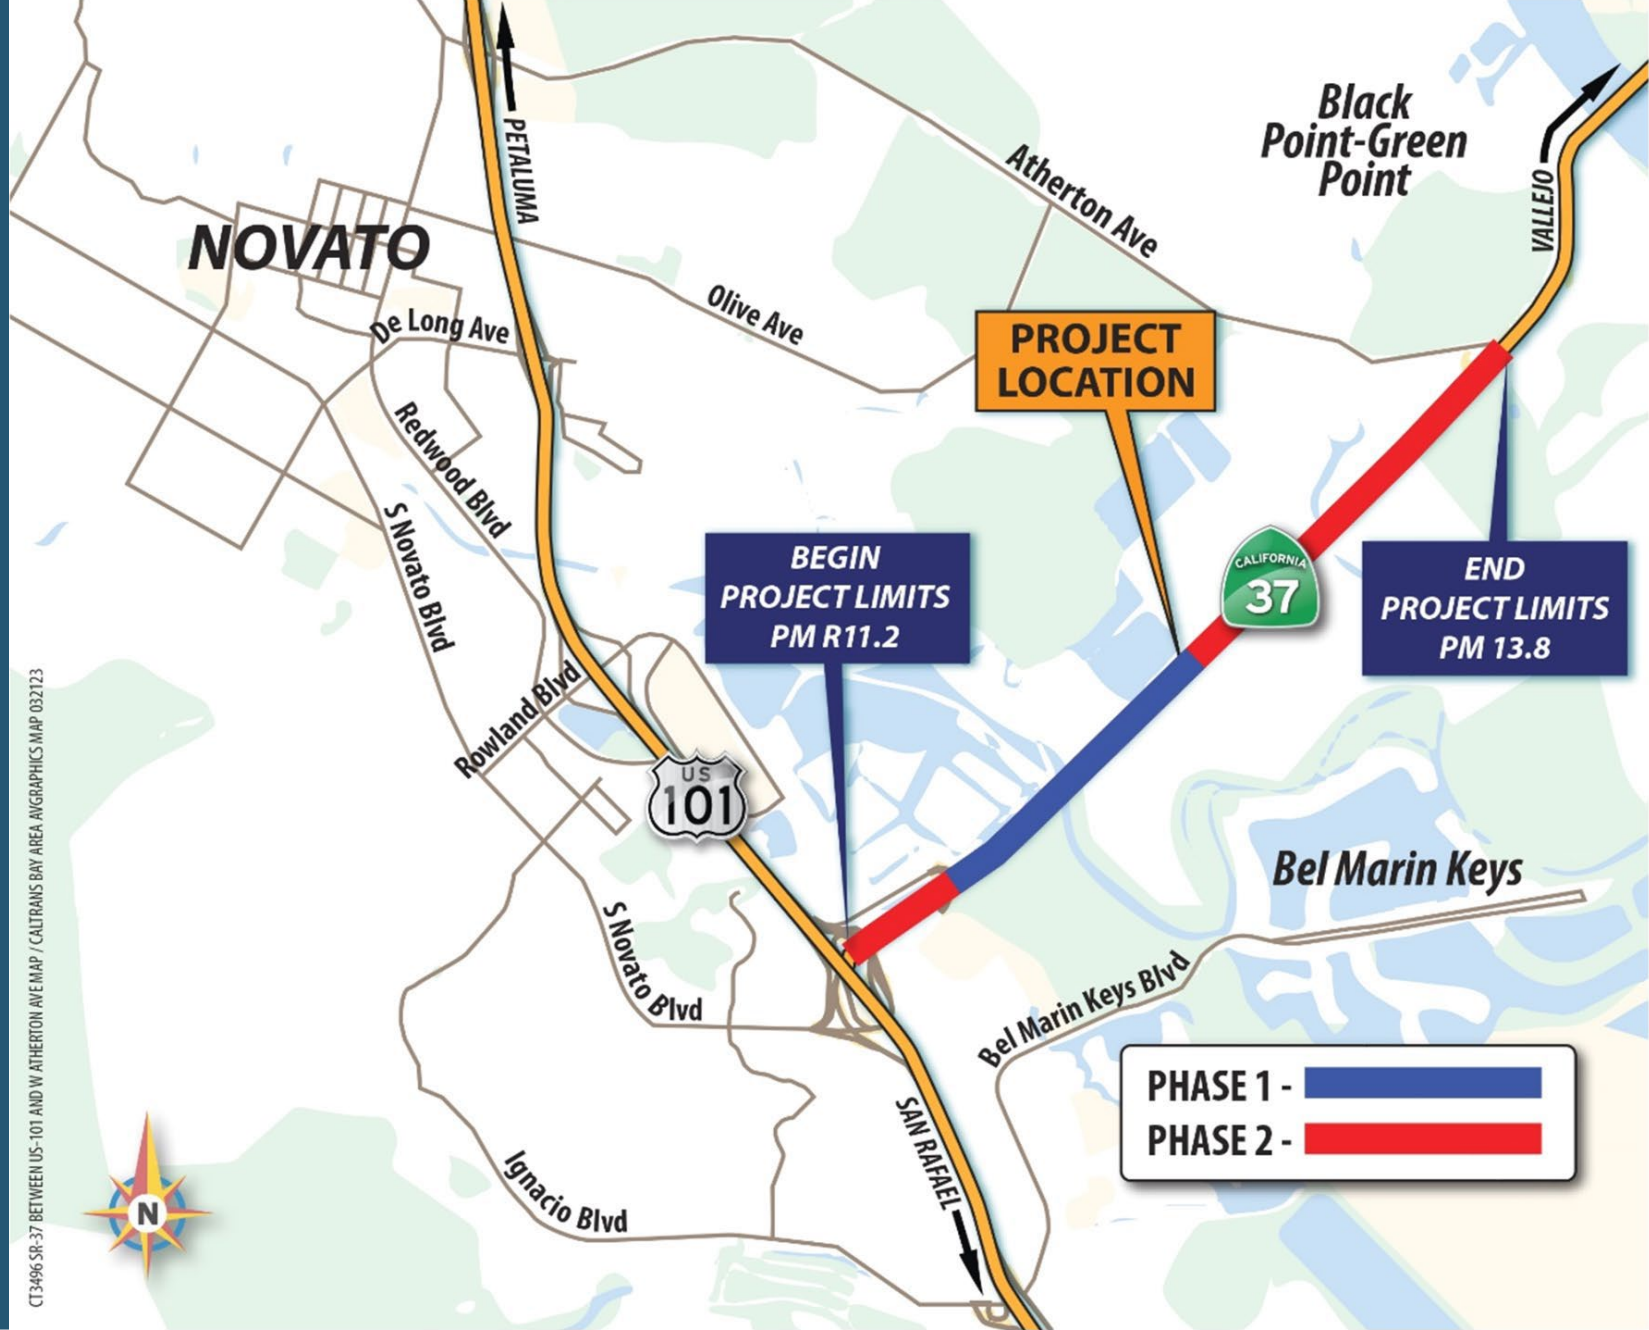 PETALUMA
Black
Point-Green
Point
VALLEJO
Atherton Ave
NOVATO
Olive Ave
De Long Ave
PROJECT
LOCATION
Redwood Blvd
S Novato Blvd
BEGIN
PROJECT LIMITS
PM R11.2
CALIFORNIA
37
END
PROJECT LIMITS
PM 13.8
Rowland Blvd
US
101
Bel Marin Keys
S Novato Blvd
Bel Marin Keys Blvd
PHASE 1 -
PHASE 2 -
SAN RAFAEL
Ignacio Blvd
N
CT3496 SR-37 BETWEEN US-101 AND W ATHERTON AVE MAP / CALTRANS BAY AREA AVGRAPHICS MAP 032123